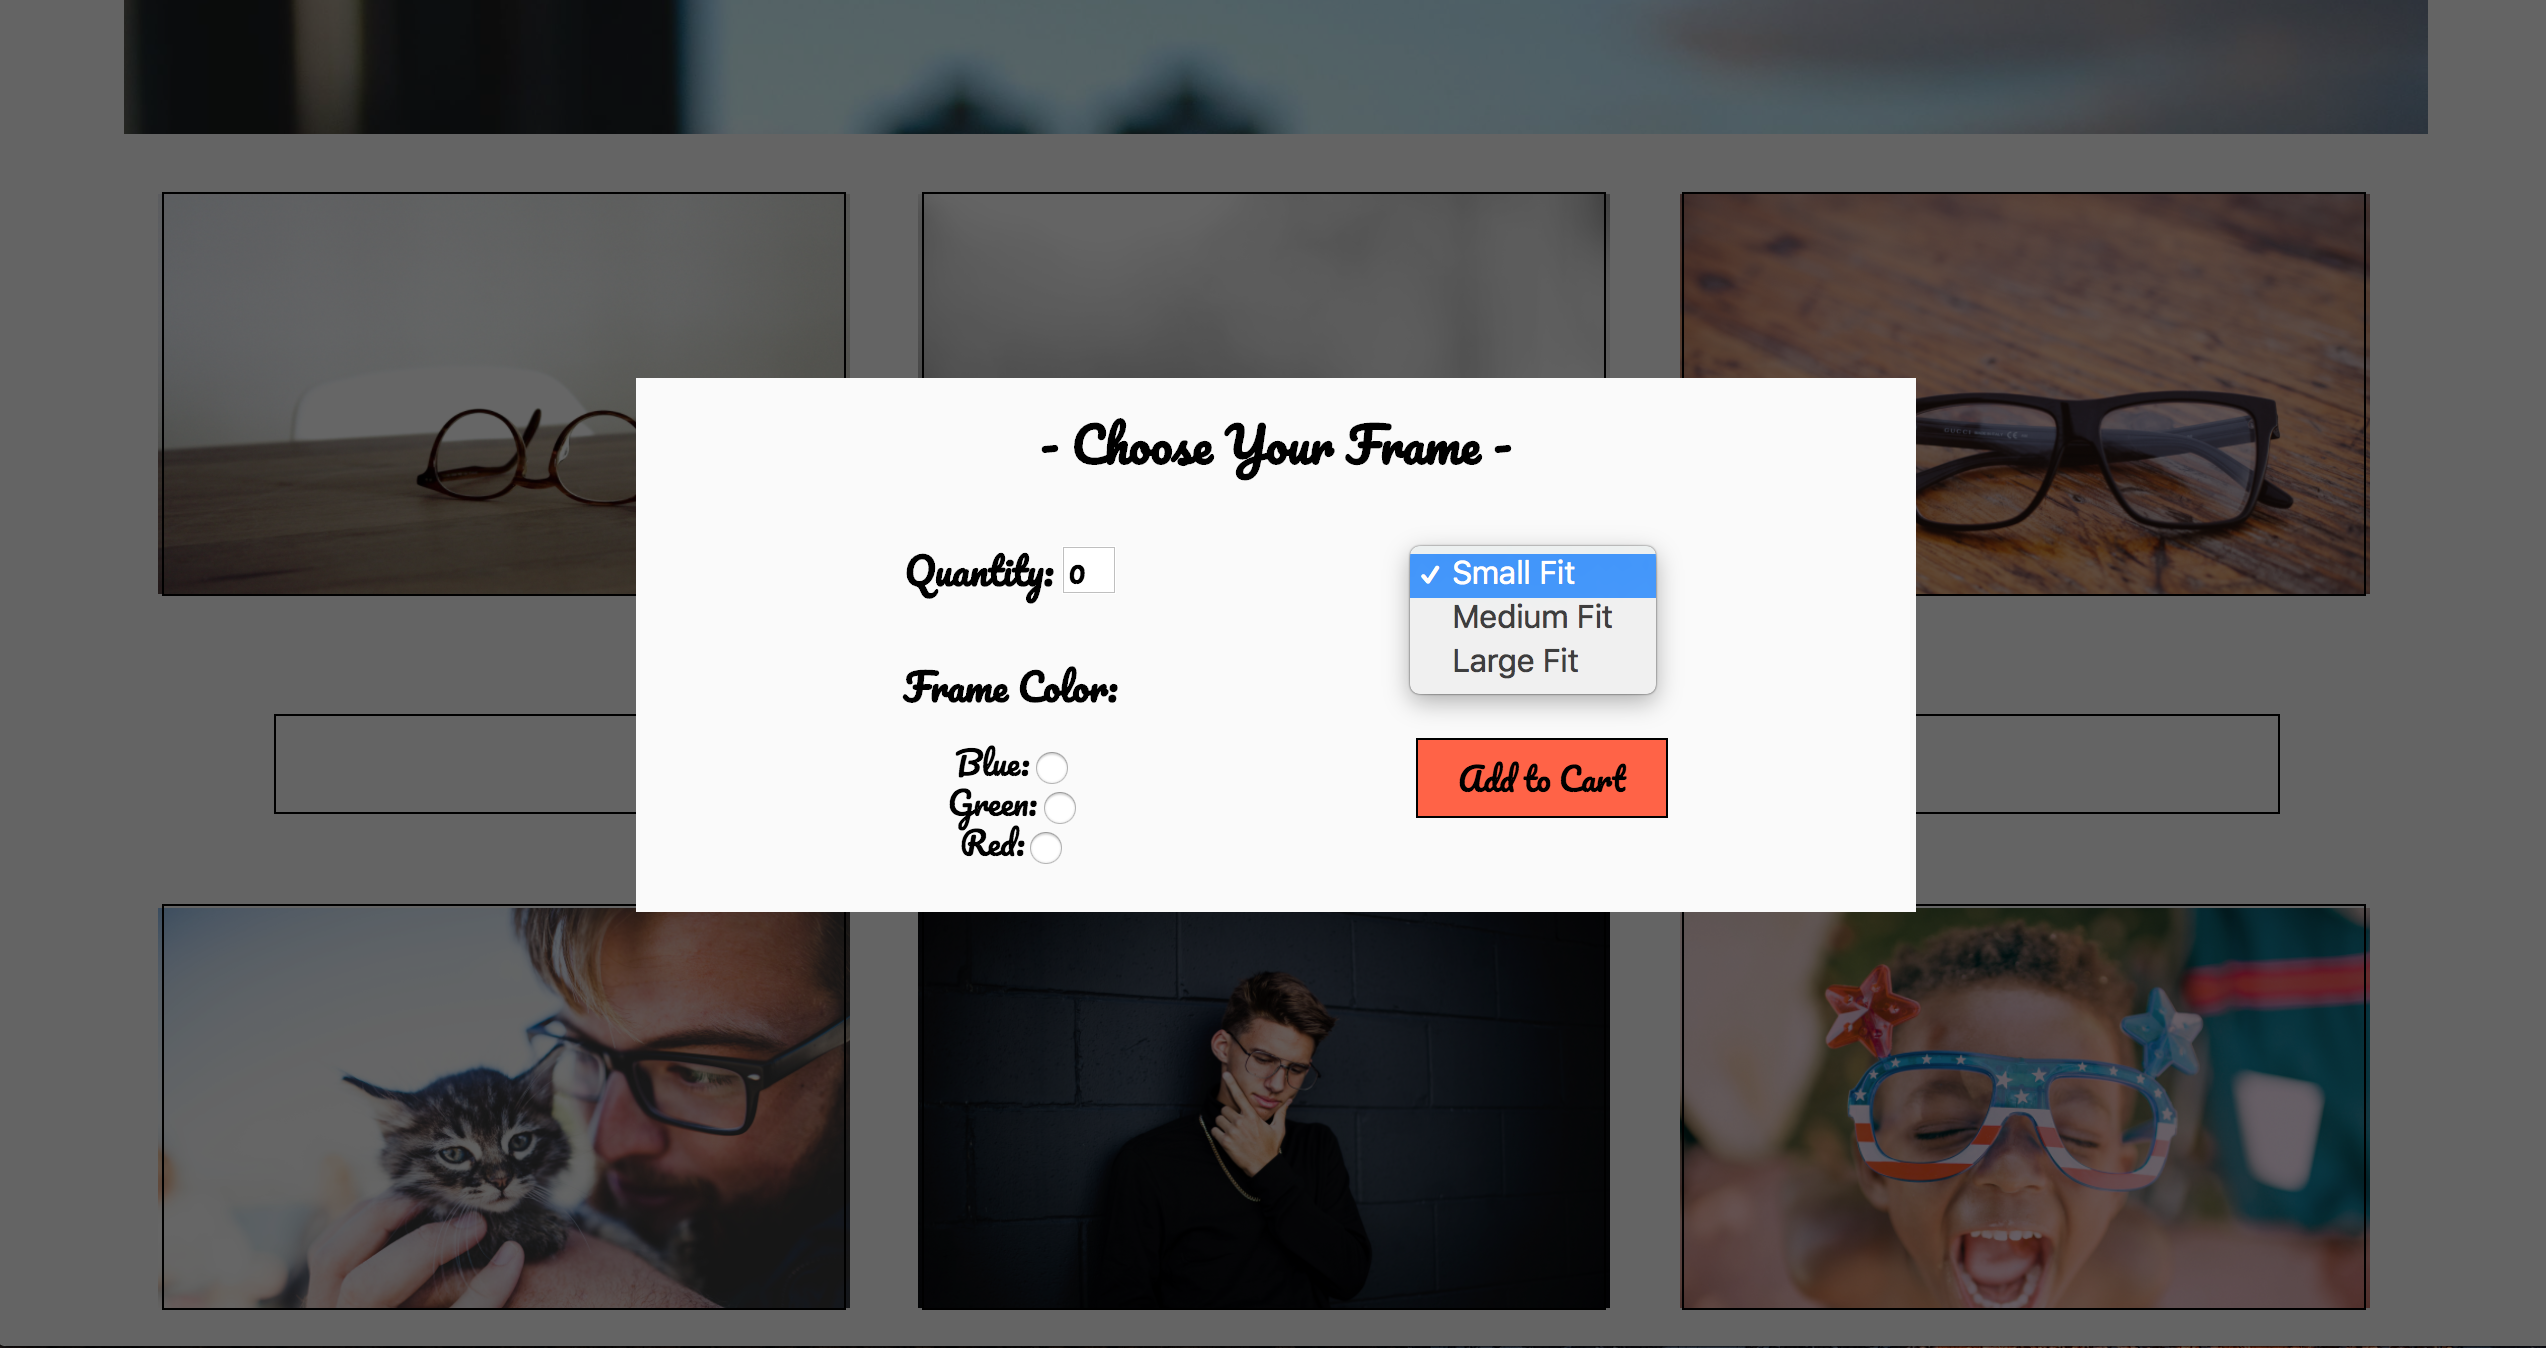 - Choose Your Frame -
Quantity: 0
✓ Small Fit
Medium Fit
Large Fit
Frame Color:
Blue:
Green:
Red:
Add to Cart
GUCCI